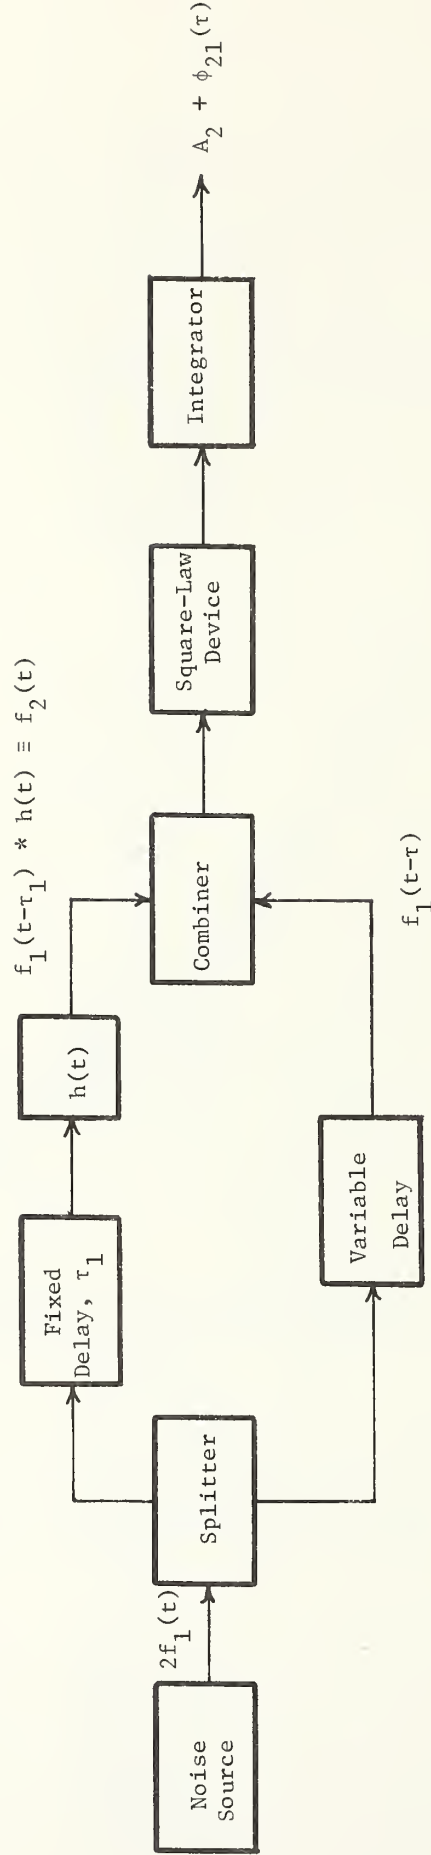 Noise
Source
2f₁(t)
Splitter
Fixed
Delay, τ₁
h(t)
f₁(t-τ₁) * h(t) ≡ f₂(t)
Variable
Delay
f₁(t-τ)
Combiner
Square-Law
Device
Integrator
A₂ + ϕ₂₁(τ)